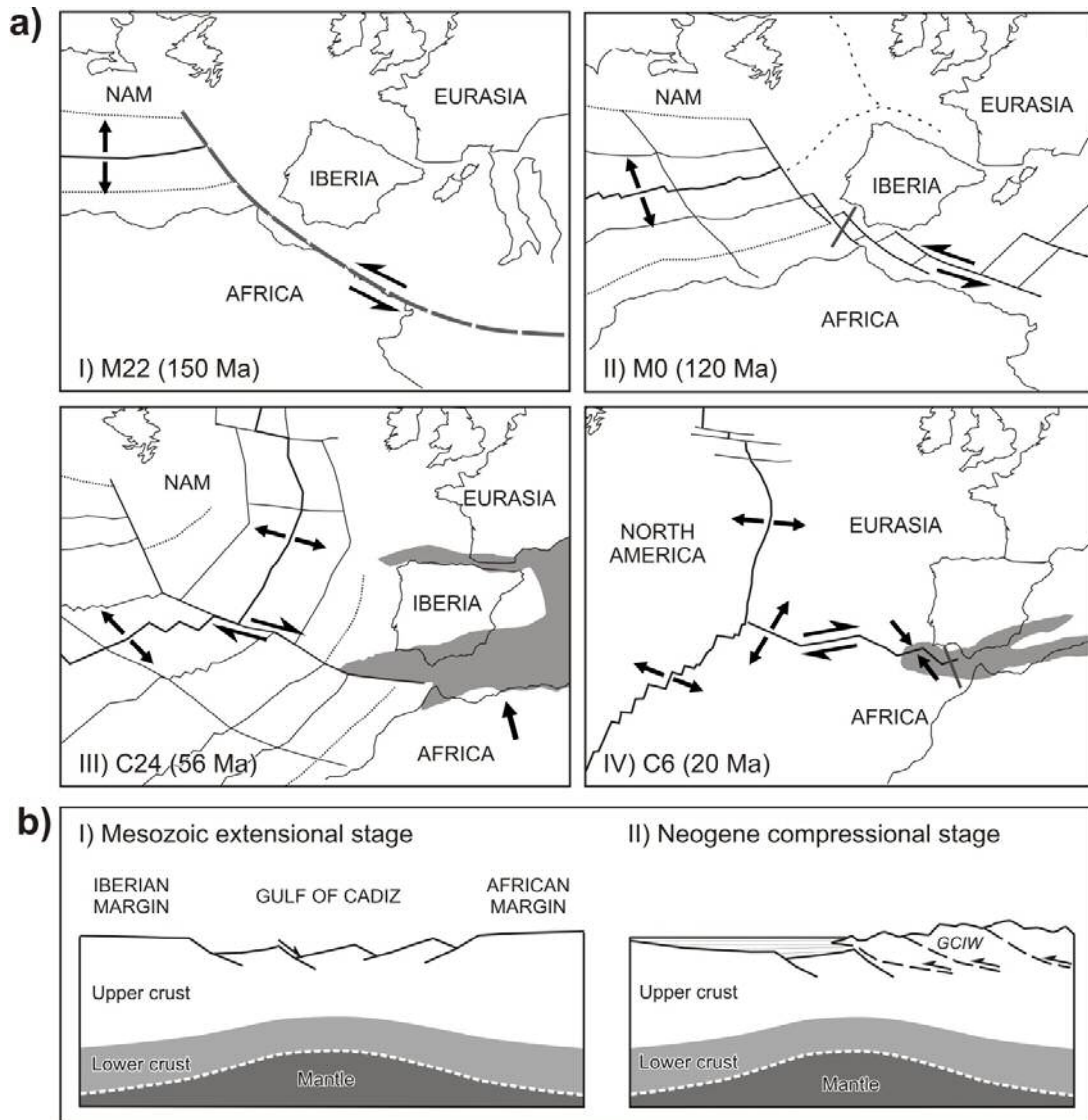 a)
NAM
EURASIA
IBERIA
AFRICA
I) M22 (150 Ma)
NAM
EURASIA
IBERIA
AFRICA
II) M0 (120 Ma)
NAM
EURASIA
IBERIA
AFRICA
III) C24 (56 Ma)
NORTH
AMERICA
EURASIA
AFRICA
IV) C6 (20 Ma)
b)
I) Mesozoic extensional stage
IBERIAN
MARGIN
GULF OF CADIZ
AFRICAN
MARGIN
Upper crust
Lower crust
Mantle
II) Neogene compressional stage
GCIW
Upper crust
Lower crust
Mantle